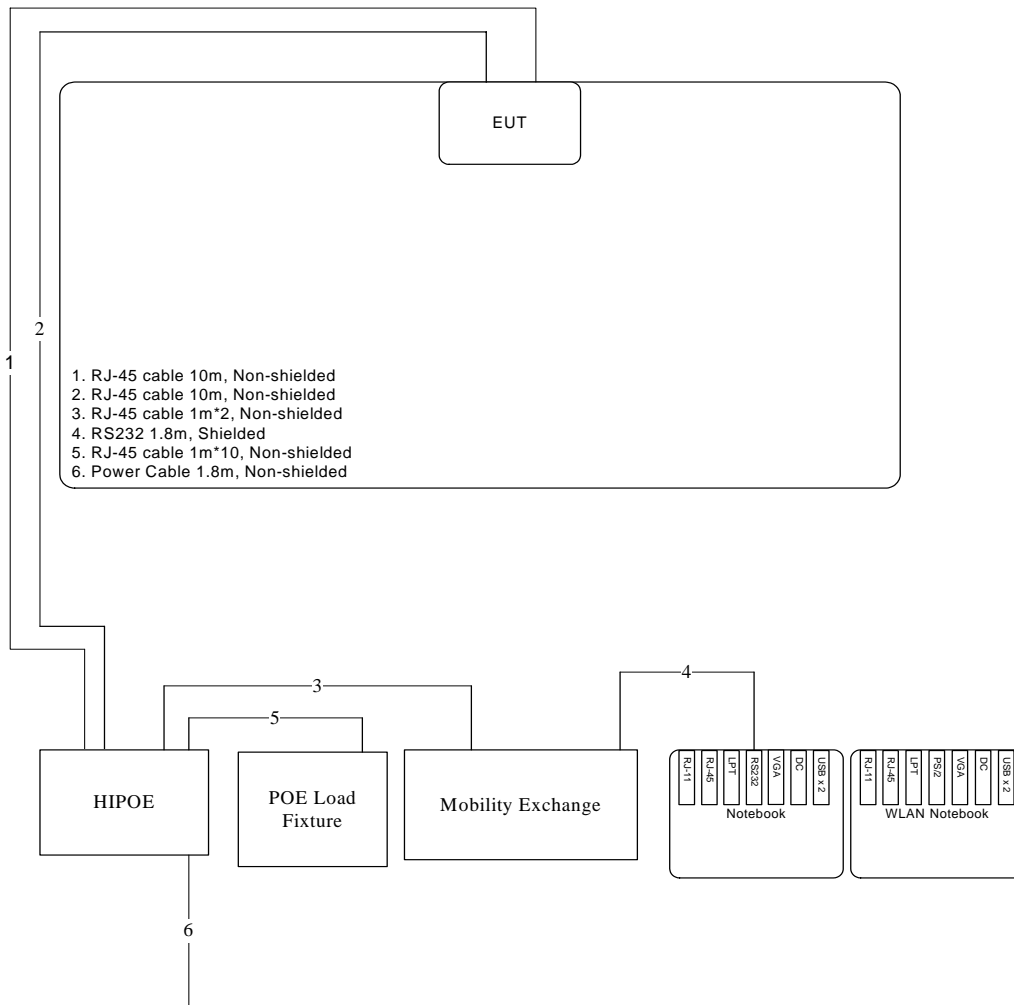 EUT
2
1
1. RJ-45 cable 10m, Non-shielded
2. RJ-45 cable 10m, Non-shielded
3. RJ-45 cable 1m*2, Non-shielded
4. RS232 1.8m, Shielded
5. RJ-45 cable 1m*10, Non-shielded
6. Power Cable 1.8m, Non-shielded
4
3
5
HIPOE
POE Load
Fixture
Mobility Exchange
RJ-11
RJ-45
LPT
RS232
VGA
DC
USB x 2
Notebook
RJ-11
RJ-45
LPT
PS/2
VGA
DC
USB x 2
WLAN Notebook
6